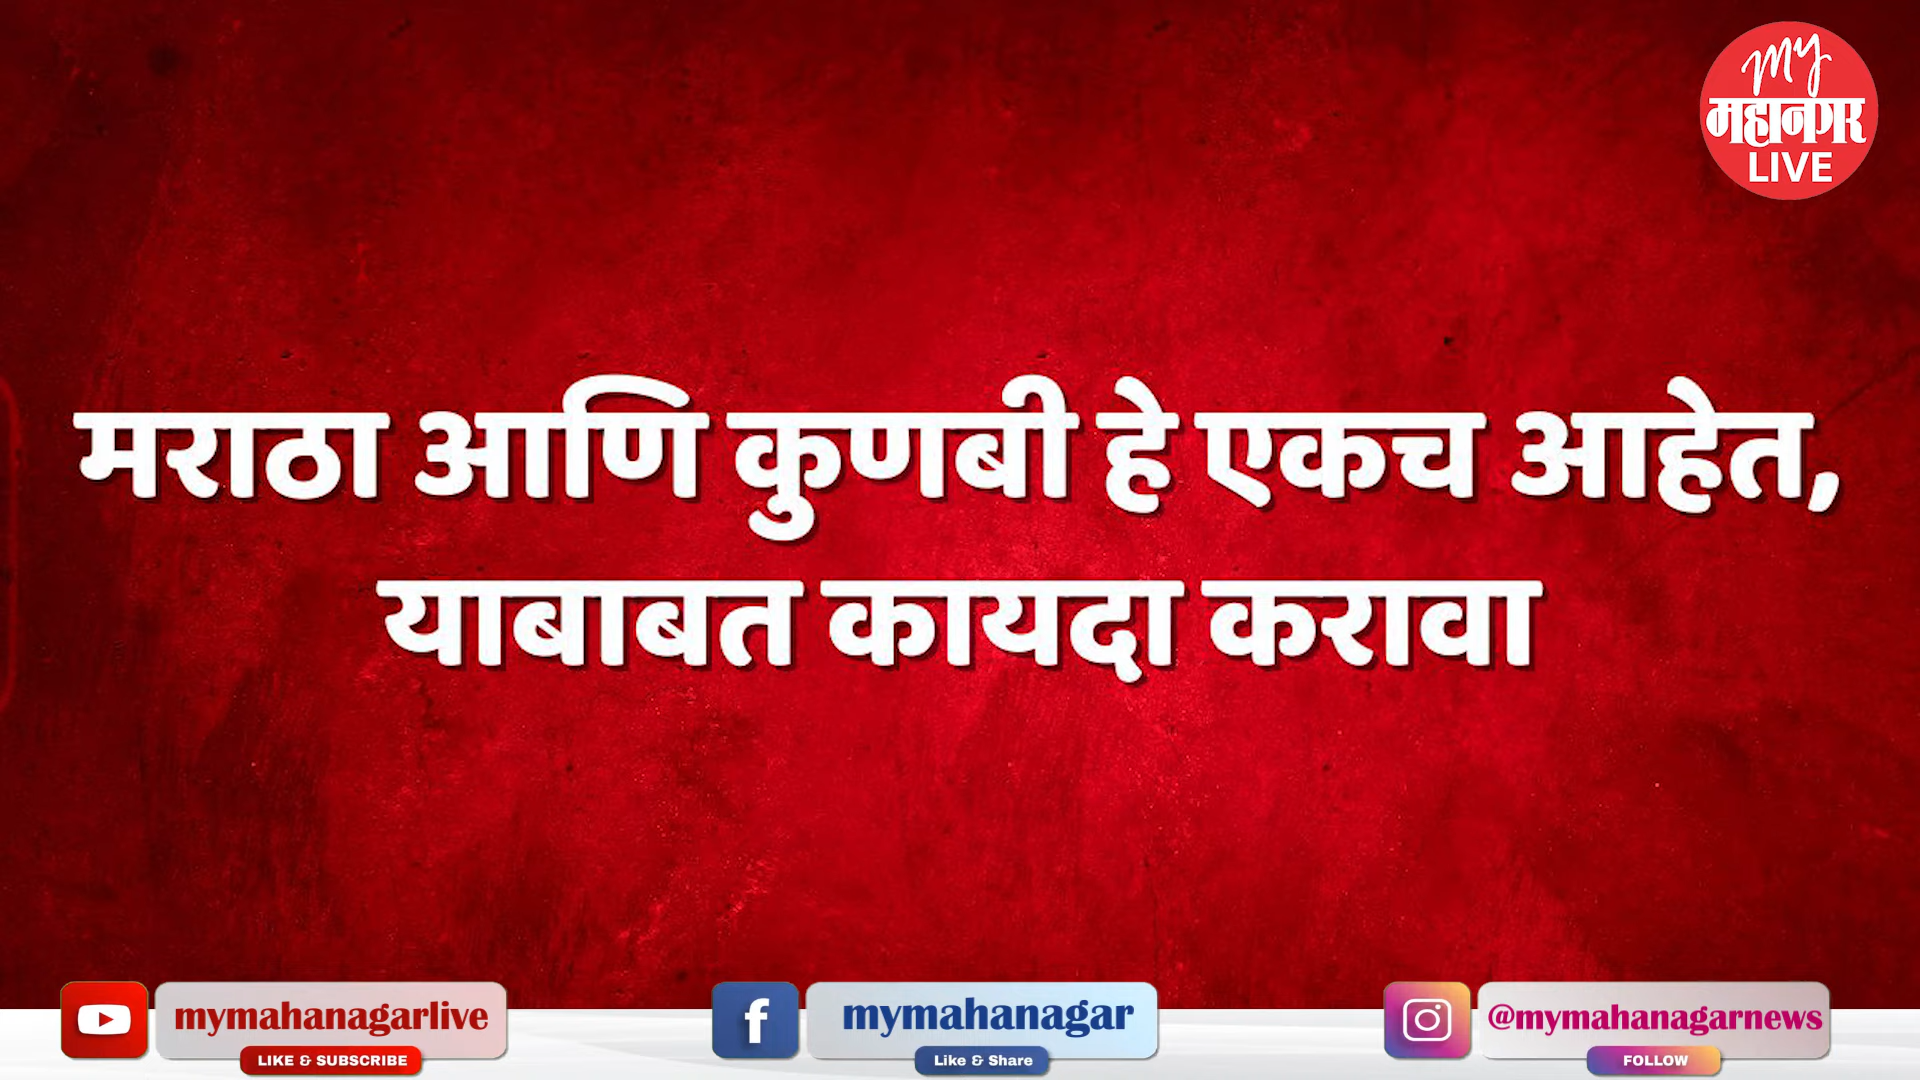 my
महानगर
LIVE
मराठा आणि कुणबी हे एकच आहेत,
याबाबत कायदा करावा
mymahanagarlive
LIKE & SUBSCRIBE
mymahanagar
Like & Share
@mymahanagarnews
FOLLOW